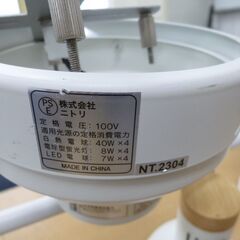 PSE
株式会社
ニトリ
定格電圧：100V
適用光源の定格消費電力
白熱電球：40W×4
電球形蛍光灯：8W×4
LED電球：7W×4
MADE IN CHINA
NT.2304